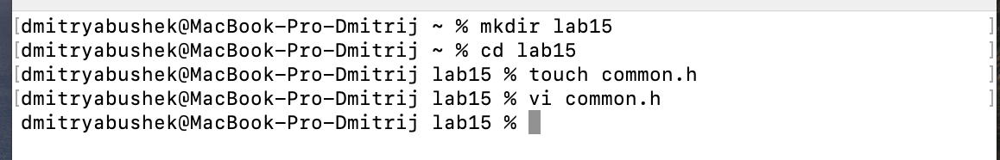 [dmitryabushek@MacBook-Pro-Dmitrij ~ % mkdir lab15 ]
[dmitryabushek@MacBook-Pro-Dmitrij ~ % cd lab15 ]
[dmitryabushek@MacBook-Pro-Dmitrij lab15 % touch common.h ]
[dmitryabushek@MacBook-Pro-Dmitrij lab15 % vi common.h ]
dmitryabushek@MacBook-Pro-Dmitrij lab15 %